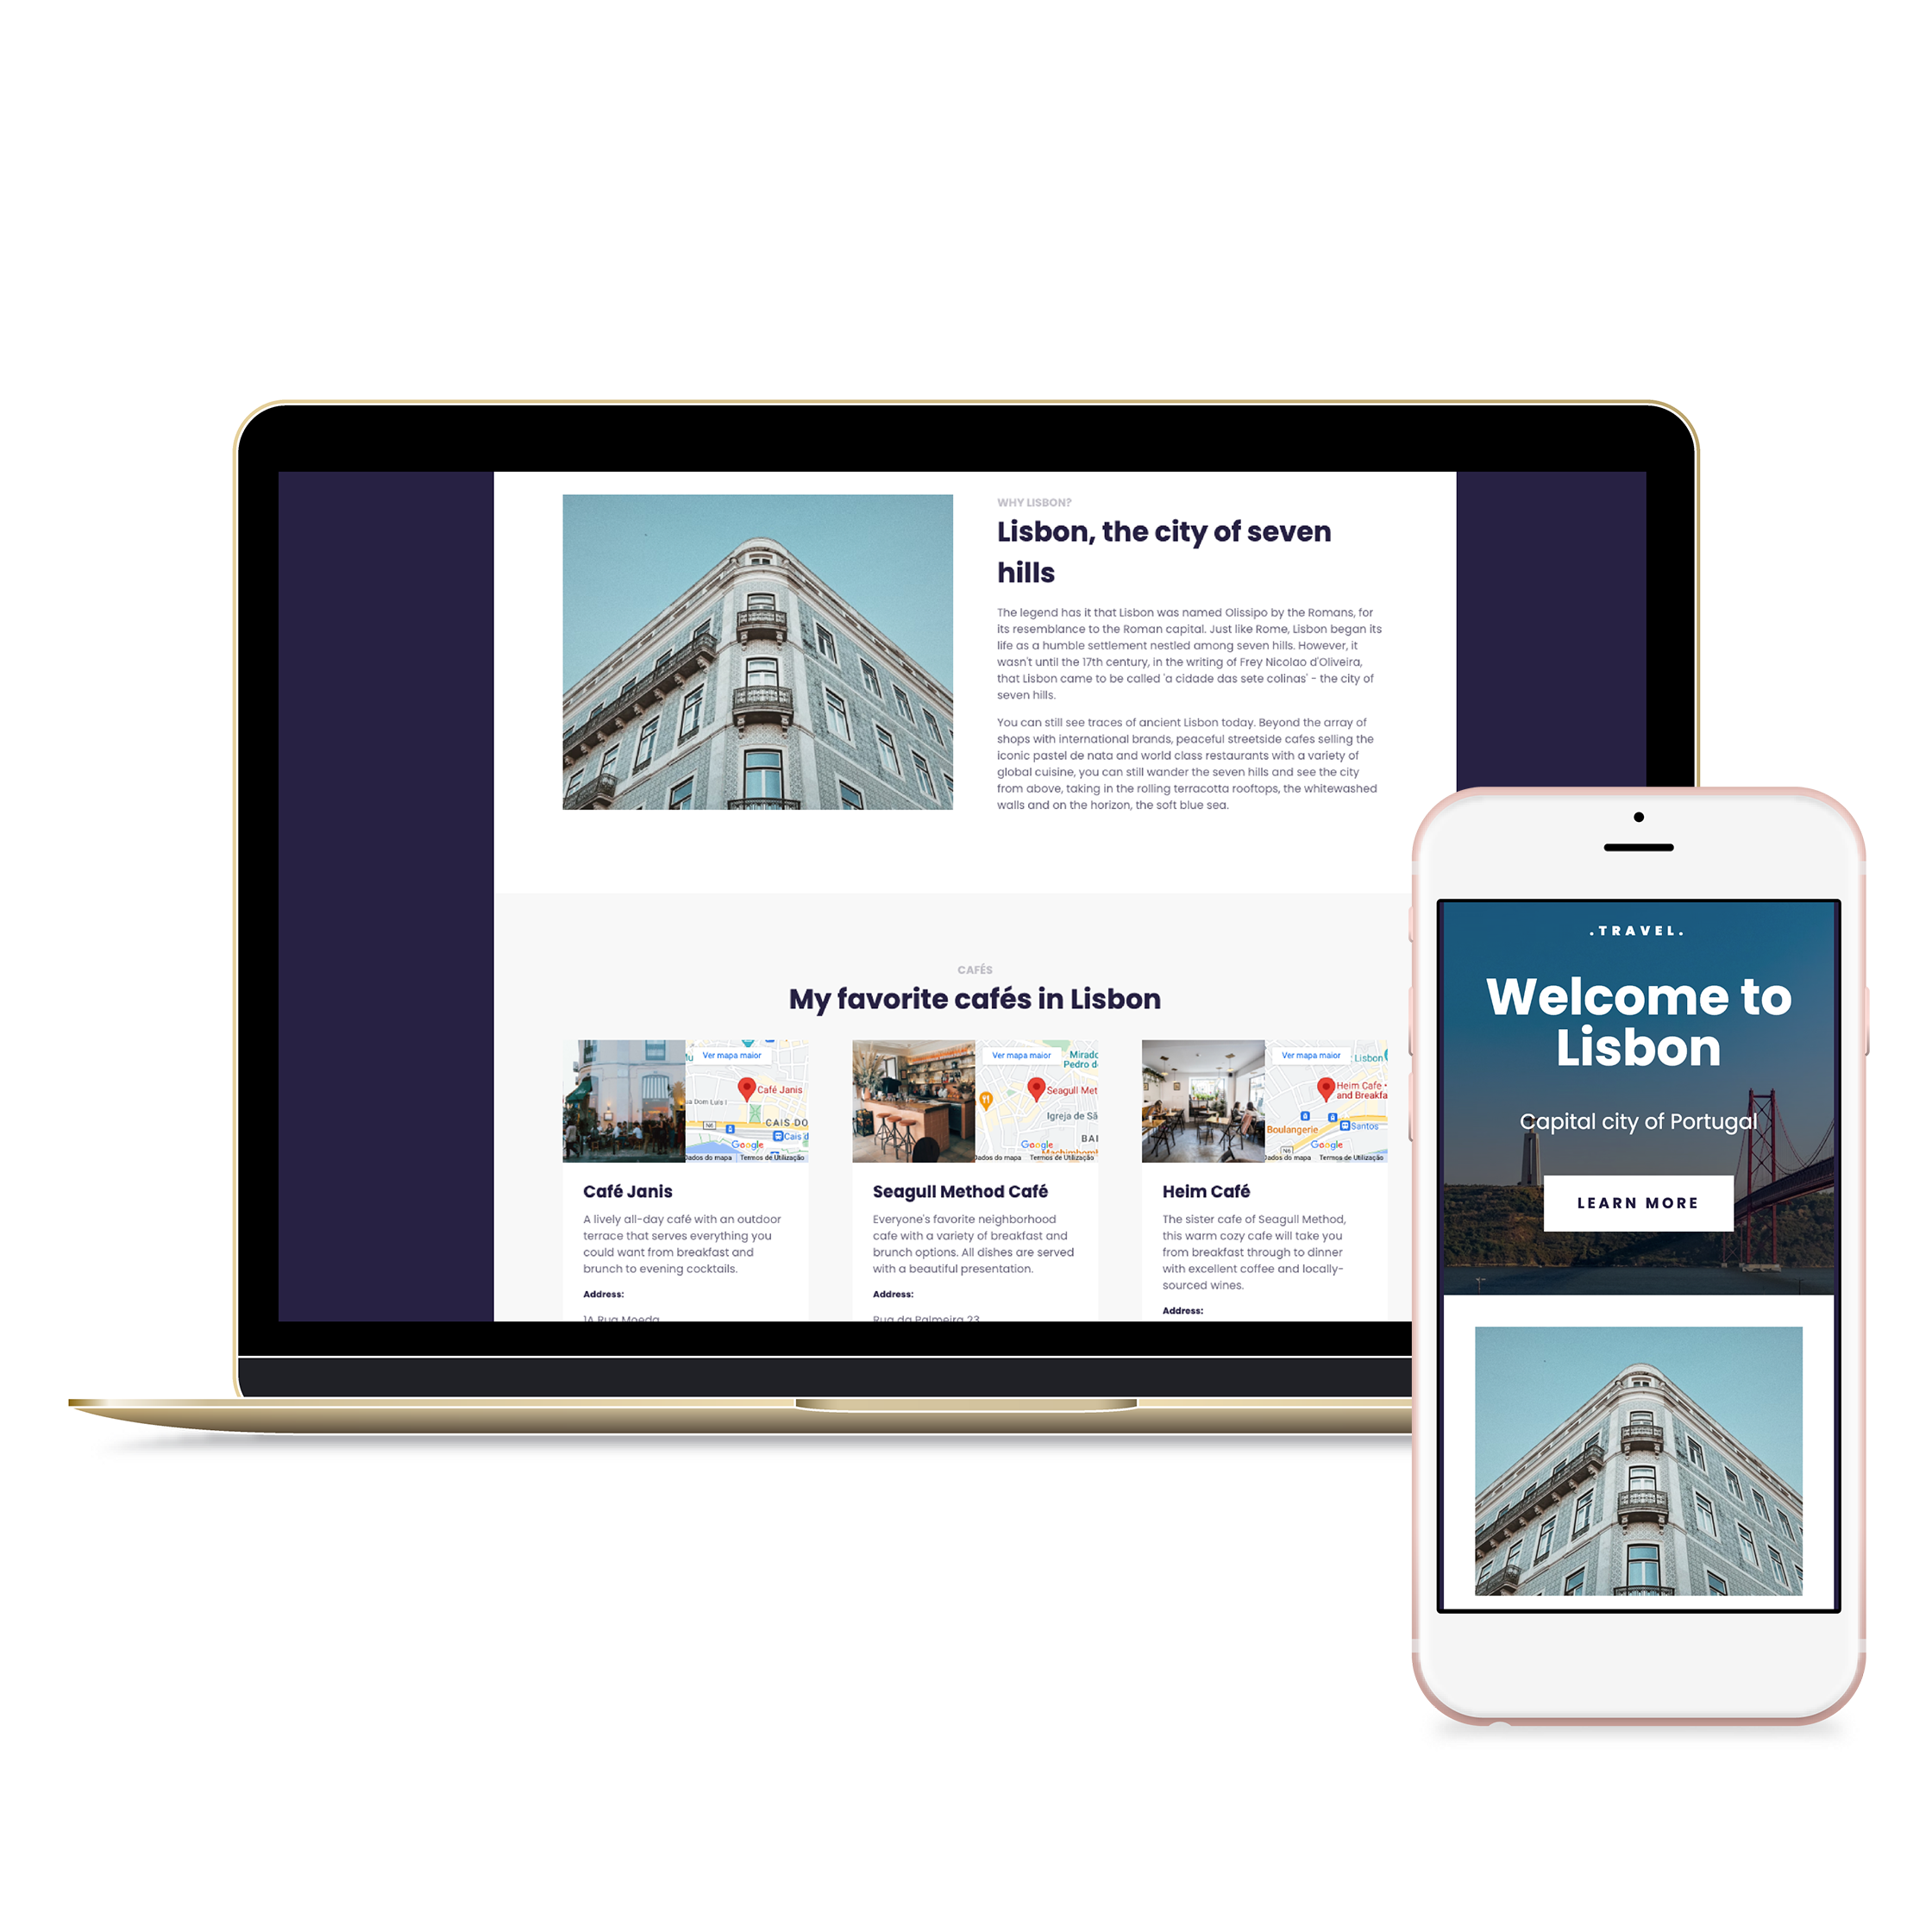 WHY LISBON?
Lisbon, the city of seven
hills
The legend has it that Lisbon was named Olissipo by the Romans, for
its resemblance to the Roman capital. Just like Rome, Lisbon began its
life as a humble settlement nestled among seven hills. However, it
wasn't until the 17th century, in the writing of Frey Nicolao d'Oliveira,
that Lisbon came to be called 'a cidade das sete colinas' - the city of
seven hills.
You can still see traces of ancient Lisbon today. Beyond the array of
shops with international brands, peaceful streetside cafes selling the
iconic pastel de nata and world class restaurants with a variety of
global cuisine, you can still wander the seven hills and see the city
from above, taking in the rolling terracotta rooftops, the whitewashed
walls and on the horizon, the soft blue sea.
CAFÉS
My favorite cafés in Lisbon
Ver mapa maior
Café Janis
ua Dom Luís I
CAIS DO
N6
Cais d
Google
Dados do mapa Termos de Utilização
Café Janis
A lively all-day café with an outdoor
terrace that serves everything you
could want from breakfast and
brunch to evening cocktails.
Address:
1A Rua Moeda
Ver mapa maior
Mirado
Pedro de
Seagull Met
Igreja de Sã
BAI
Google
Machimbomb
Dados do mapa Termos de Utilização
Seagull Method Café
Everyone's favorite neighborhood
cafe with a variety of breakfast and
brunch options. All dishes are served
with a beautiful presentation.
Address:
Rua da Palmeira 23
Ver mapa maior
Lisbon
Heim Cafe •
and Breakfa
Boulangerie
Santos
Google
N6
Dados do mapa Termos de Utilização
Heim Café
The sister cafe of Seagull Method,
this warm cozy cafe will take you
from breakfast through to dinner
with excellent coffee and locally-
sourced wines.
Address:
.TRAVEL.
Welcome to
Lisbon
Capital city of Portugal
LEARN MORE